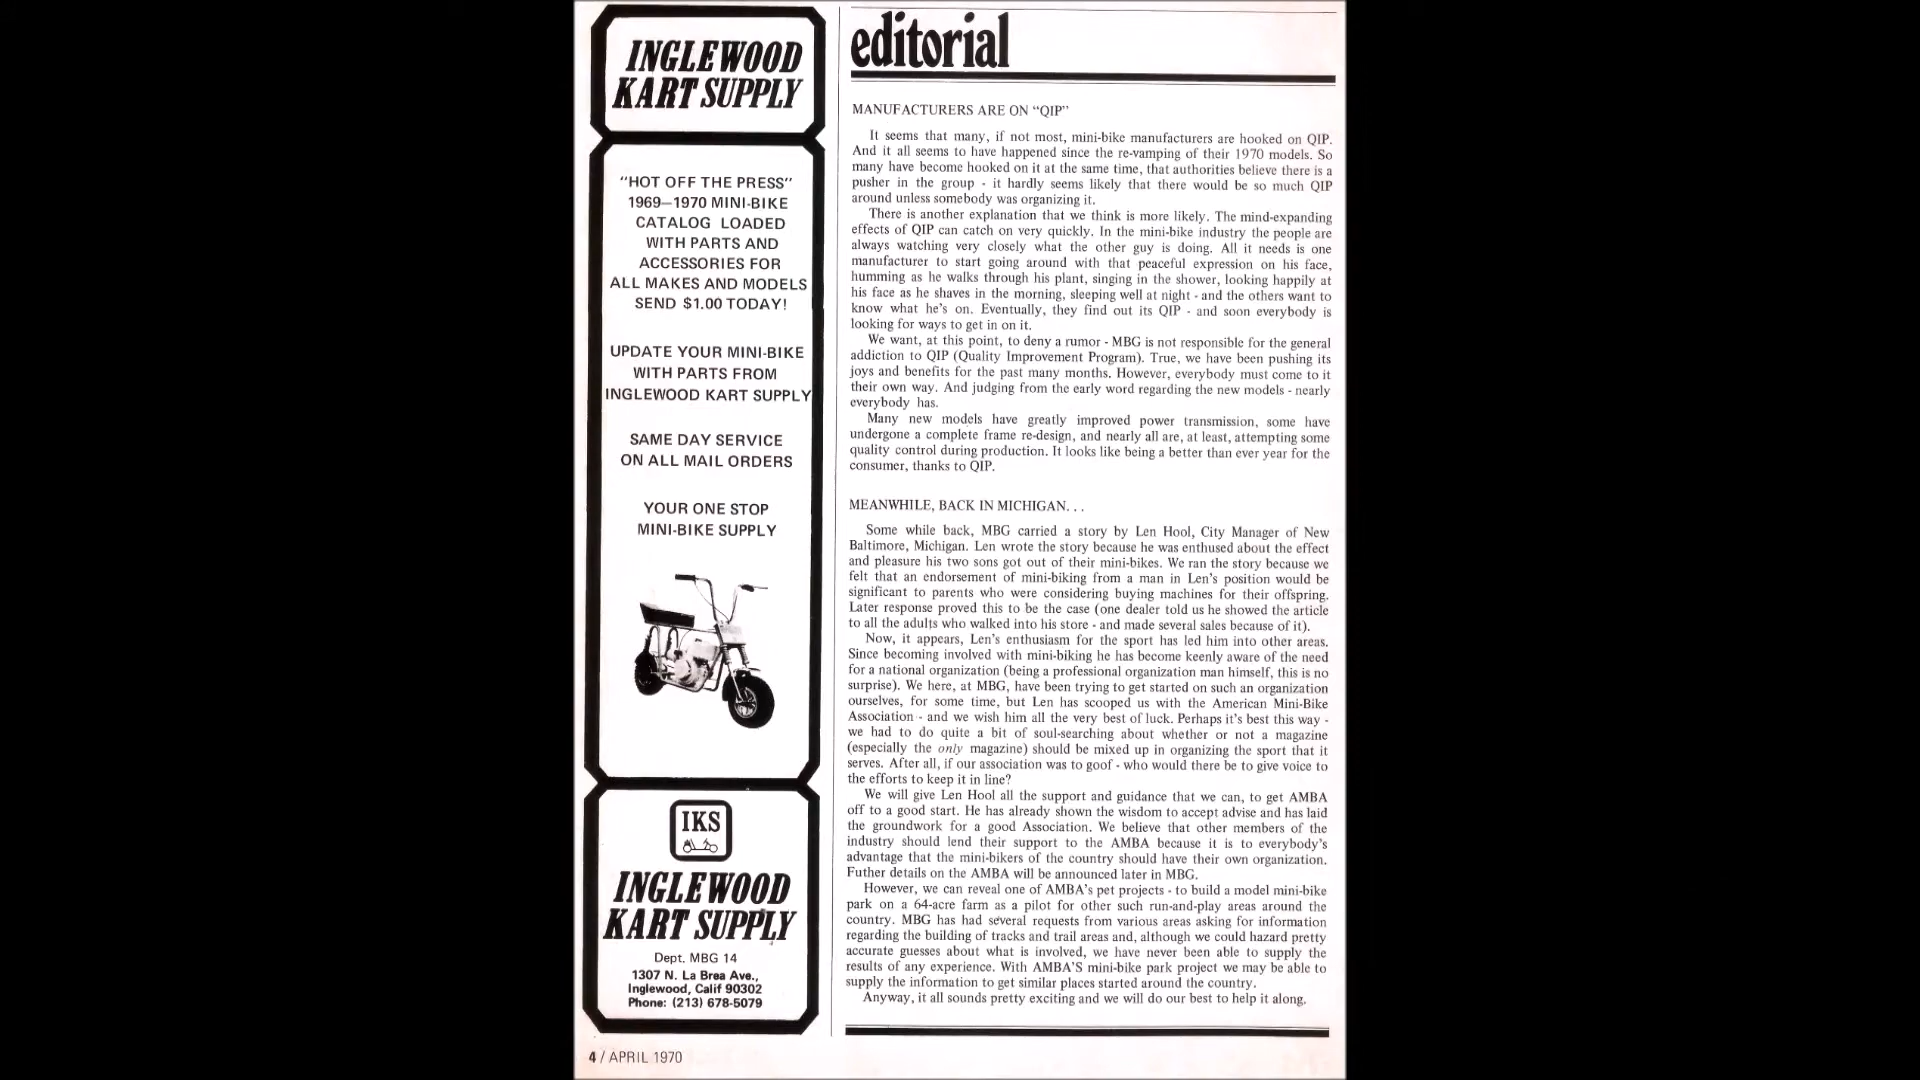 INGLEWOOD
KART SUPPLY
"HOT OFF THE PRESS"
1969–1970 MINI-BIKE
CATALOG LOADED
WITH PARTS AND
ACCESSORIES FOR
ALL MAKES AND MODELS
SEND $1.00 TODAY!
UPDATE YOUR MINI-BIKE
WITH PARTS FROM
INGLEWOOD KART SUPPLY
SAME DAY SERVICE
ON ALL MAIL ORDERS
YOUR ONE STOP
MINI-BIKE SUPPLY
IKS
INGLEWOOD
KART SUPPLY
Dept. MBG 14
1307 N. La Brea Ave.,
Inglewood, Calif 90302
Phone: (213) 678-5079
4 / APRIL 1970
editorial
MANUFACTURERS ARE ON "QIP"
It seems that many, if not most, mini-bike manufacturers are hooked on QIP.
And it all seems to have happened since the re-vamping of their 1970 models. So
many have become hooked on it at the same time, that authorities believe there is a
pusher in the group - it hardly seems likely that there would be so much QIP
around unless somebody was organizing it.
There is another explanation that we think is more likely. The mind-expanding
effects of QIP can catch on very quickly. In the mini-bike industry the people are
always watching very closely what the other guy is doing. All it needs is one
manufacturer to start going around with that peaceful expression on his face,
humming as he walks through his plant, singing in the shower, looking happily at
his face as he shaves in the morning, sleeping well at night - and the others want to
know what he's on. Eventually, they find out its QIP - and soon everybody is
looking for ways to get in on it.
We want, at this point, to deny a rumor - MBG is not responsible for the general
addiction to QIP (Quality Improvement Program). True, we have been pushing its
joys and benefits for the past many months. However, everybody must come to it
their own way. And judging from the early word regarding the new models - nearly
everybody has.
Many new models have greatly improved power transmission, some have
undergone a complete frame re-design, and nearly all are, at least, attempting some
quality control during production. It looks like being a better than ever year for the
consumer, thanks to QIP.
MEANWHILE, BACK IN MICHIGAN. . .
Some while back, MBG carried a story by Len Hool, City Manager of New
Baltimore, Michigan. Len wrote the story because he was enthused about the effect
and pleasure his two sons got out of their mini-bikes. We ran the story because we
felt that an endorsement of mini-biking from a man in Len's position would be
significant to parents who were considering buying machines for their offspring.
Later response proved this to be the case (one dealer told us he showed the article
to all the adults who walked into his store - and made several sales because of it).
Now, it appears, Len's enthusiasm for the sport has led him into other areas.
Since becoming involved with mini-biking he has become keenly aware of the need
for a national organization (being a professional organization man himself, this is no
surprise). We here, at MBG, have been trying to get started on such an organization
ourselves, for some time, but Len has scooped us with the American Mini-Bike
Association - and we wish him all the very best of luck. Perhaps it's best this way -
we had to do quite a bit of soul-searching about whether or not a magazine
(especially the only magazine) should be mixed up in organizing the sport that it
serves. After all, if our association was to goof - who would there be to give voice to
the efforts to keep it in line?
We will give Len Hool all the support and guidance that we can, to get AMBA
off to a good start. He has already shown the wisdom to accept advise and has laid
the groundwork for a good Association. We believe that other members of the
industry should lend their support to the AMBA because it is to everybody's
advantage that the mini-bikers of the country should have their own organization.
Futher details on the AMBA will be announced later in MBG.
However, we can reveal one of AMBA's pet projects - to build a model mini-bike
park on a 64-acre farm as a pilot for other such run-and-play areas around the
country. MBG has had several requests from various areas asking for information
regarding the building of tracks and trail areas and, although we could hazard pretty
accurate guesses about what is involved, we have never been able to supply the
results of any experience. With AMBA'S mini-bike park project we may be able to
supply the information to get similar places started around the country.
Anyway, it all sounds pretty exciting and we will do our best to help it along.